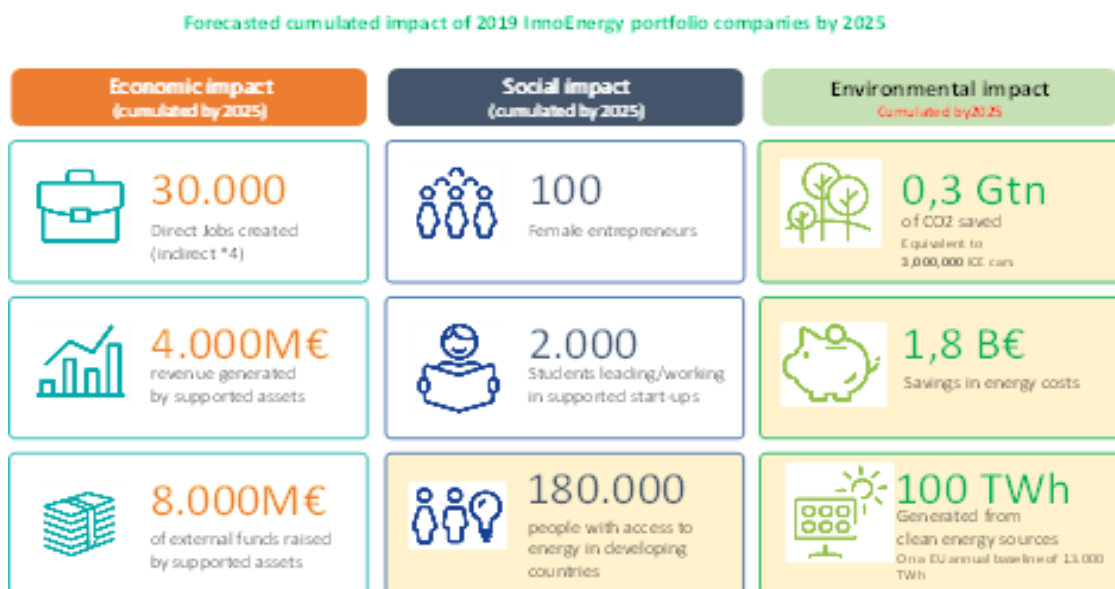 Forecasted cumulated impact of 2019 InnoEnergy portfolio companies by 2025
Economic impact
(cumulated by 2025)
30.000
Direct Jobs created
(indirect *4)
4.000M€
revenue generated
by supported assets
8.000M€
of external funds raised
by supported assets
Social impact
(cumulated by 2025)
100
Female entrepreneurs
2.000
Students leading/working
in supported start-ups
180.000
people with access to
energy in developing
countries
Environmental impact
Cumulated by2025
0,3 Gtn
of CO2 saved
Equivalent to
3,000,000 ICE cars
1,8 B€
Savings in energy costs
100 TWh
Generated from
clean energy sources
On a EU annual baseline of 13.000
TWh